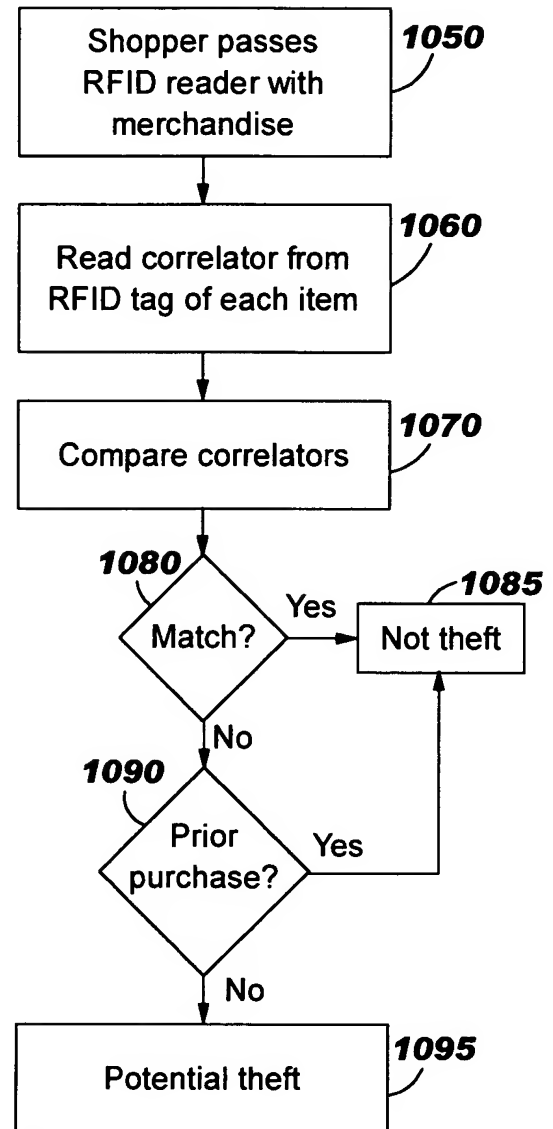 Shopper passes
RFID reader with
merchandise
1050
Read correlator from
RFID tag of each item
1060
Compare correlators
1070
1080
Match?
Yes
1085
Not theft
No
1090
Prior
purchase?
Yes
No
Potential theft
1095